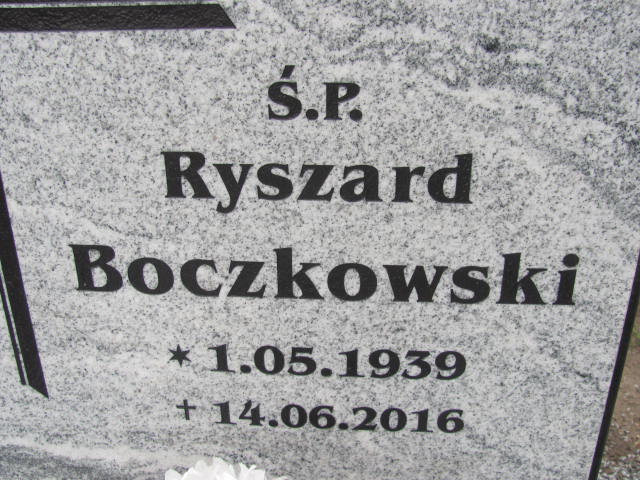 Ś.P.
Ryszard
Boczkowski
* 1.05.1939
+ 14.06.2016